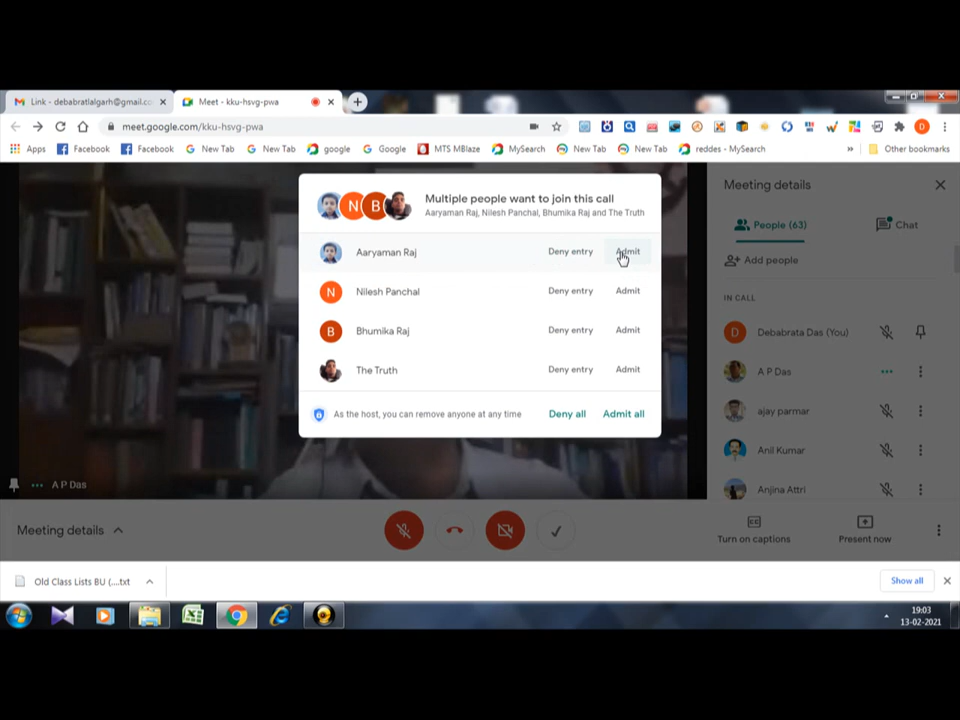 Link - debabratlalgarh@gmail.co
Meet - kku-hsvg-pwa
meet.google.com/kku-hsvg-pwa
D
Apps Facebook Facebook New Tab New Tab google Google MTS MBlaze MySearch New Tab New Tab reddes - MySearch » Other bookmarks
Multiple people want to join this call
Aaryaman Raj, Nilesh Panchal, Bhumika Raj and The Truth
N B
Aaryaman Raj Deny entry Admit
N Nilesh Panchal Deny entry Admit
B Bhumika Raj Deny entry Admit
The Truth Deny entry Admit
As the host, you can remove anyone at any time Deny all Admit all
Meeting details
People (63) Chat
Add people
IN CALL
D Debabrata Das (You)
A P Das
ajay parmar
Anil Kumar
Anjina Attri
A P Das
Meeting details
Turn on captions
Present now
Old Class Lists BU (....txt
Show all
19:03
13-02-2021